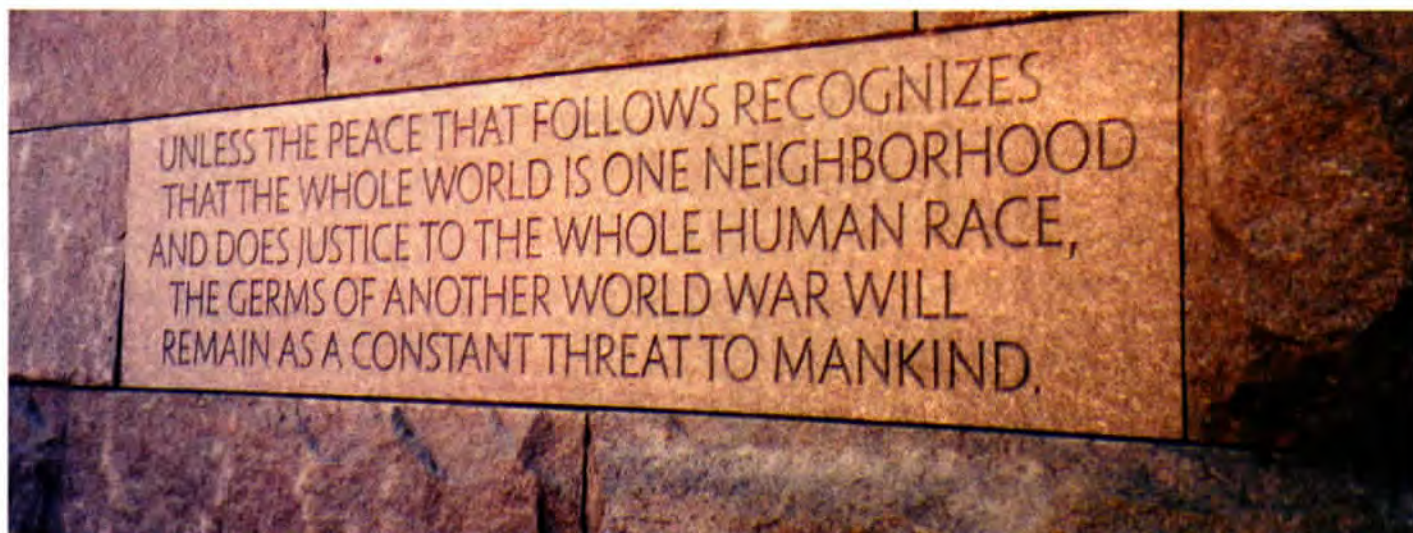 UNLESS THE PEACE THAT FOLLOWS RECOGNIZES
THAT THE WHOLE WORLD IS ONE NEIGHBORHOOD
AND DOES JUSTICE TO THE WHOLE HUMAN RACE,
THE GERMS OF ANOTHER WORLD WAR WILL
REMAIN AS A CONSTANT THREAT TO MANKIND.